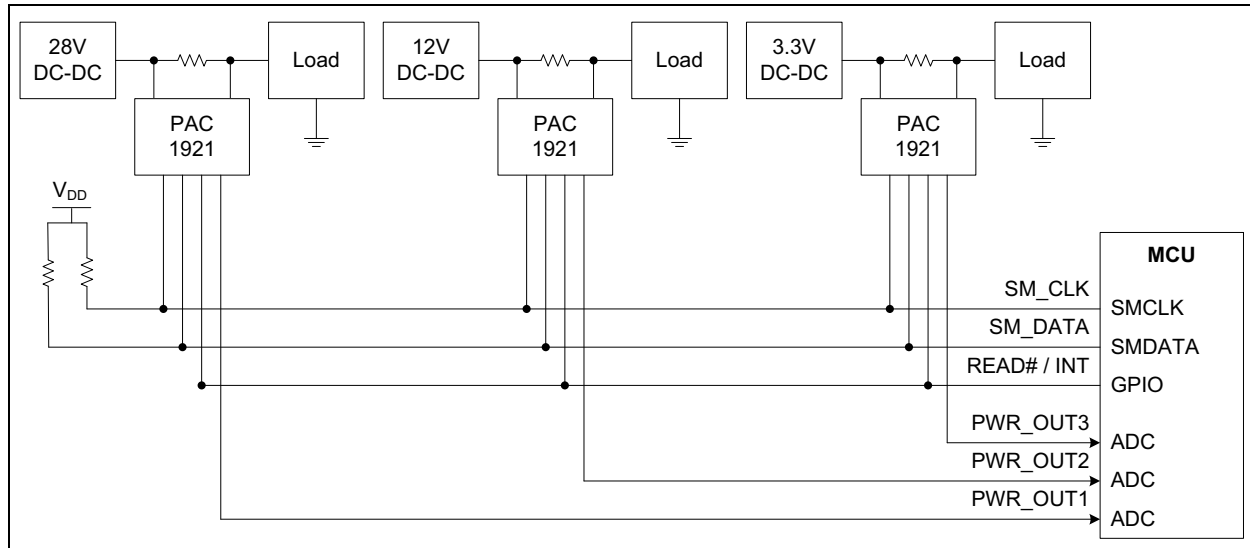 28V
DC-DC
Load
12V
DC-DC
Load
3.3V
DC-DC
Load
PAC
1921
PAC
1921
PAC
1921
VDD
MCU
SM_CLK
SMCLK
SM_DATA
SMDATA
READ# / INT
GPIO
PWR_OUT3
ADC
PWR_OUT2
ADC
PWR_OUT1
ADC